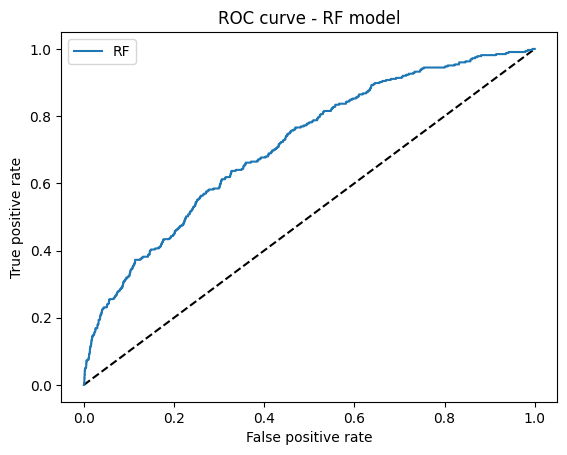 ROC curve - RF model
RF
True positive rate
1.0
0.8
0.6
0.4
0.2
0.0
0.0 0.2 0.4 0.6 0.8 1.0
False positive rate